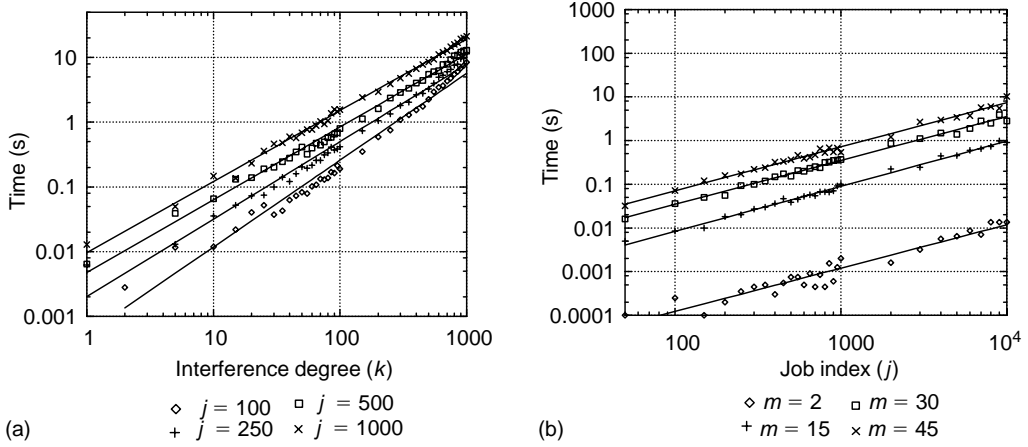 10
1
0.1
0.01
0.001
Time (s)
1
10
100
1000
Interference degree (k)
j = 100
j = 500
j = 250
j = 1000
(a)
1000
100
10
1
0.1
0.01
0.001
0.0001
Time (s)
100
1000
10⁴
Job index (j)
m = 2
m = 30
m = 15
m = 45
(b)